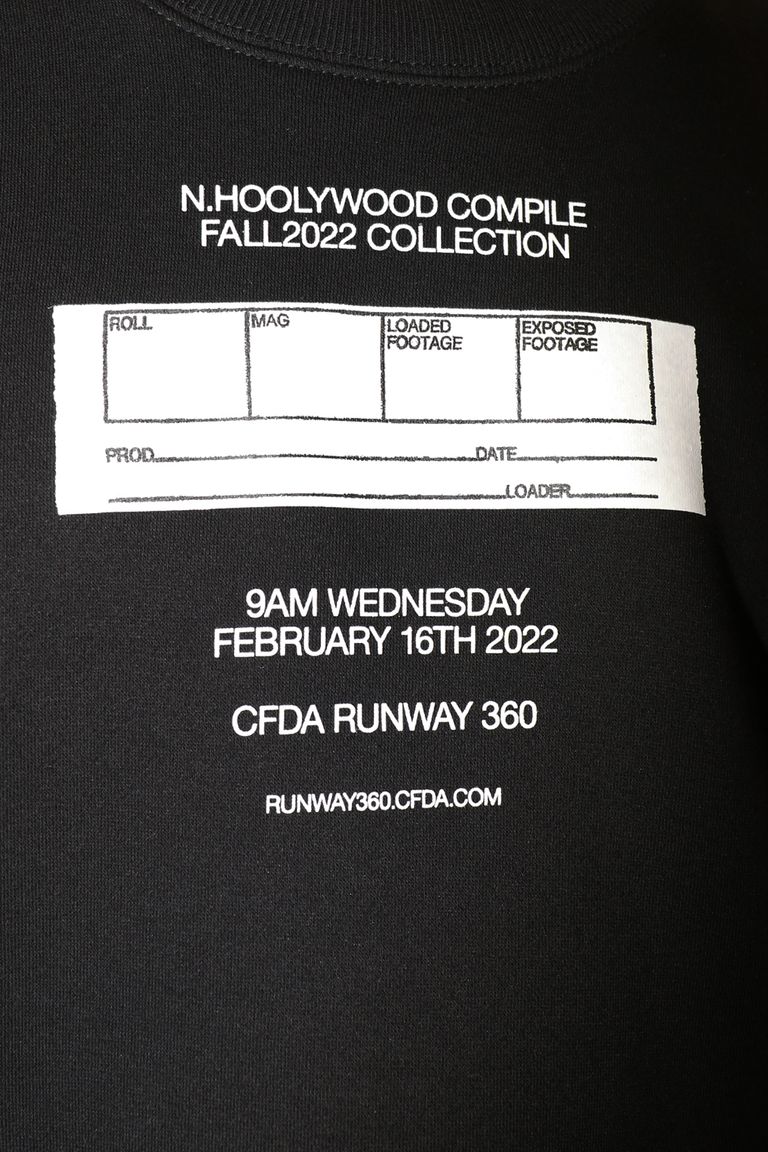 N.HOOLYWOOD COMPILE
FALL2022 COLLECTION
ROLL MAG LOADED FOOTAGE EXPOSED FOOTAGE
PROD. DATE
LOADER
9AM WEDNESDAY
FEBRUARY 16TH 2022
CFDA RUNWAY 360
RUNWAY360.CFDA.COM